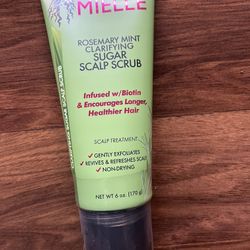 MIELLE
ROSEMARY MINT
CLARIFYING
SUGAR
SCALP SCRUB
Infused w/Biotin
& Encourages Longer,
Healthier Hair
SCALP TREATMENT
✓ GENTLY EXFOLIATES
✓ REVIVES & REFRESHES SCALP
✓ NON-DRYING
NET WT 6 oz. (170 g)